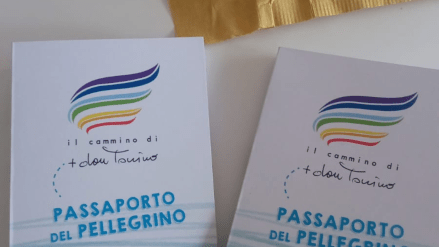 il cammino di
+don Tonino
PASSAPORTO
DEL PELLEGRINO
il cammino di
+don Tonino
PASSAPORTO
DEL PELLEGRINO